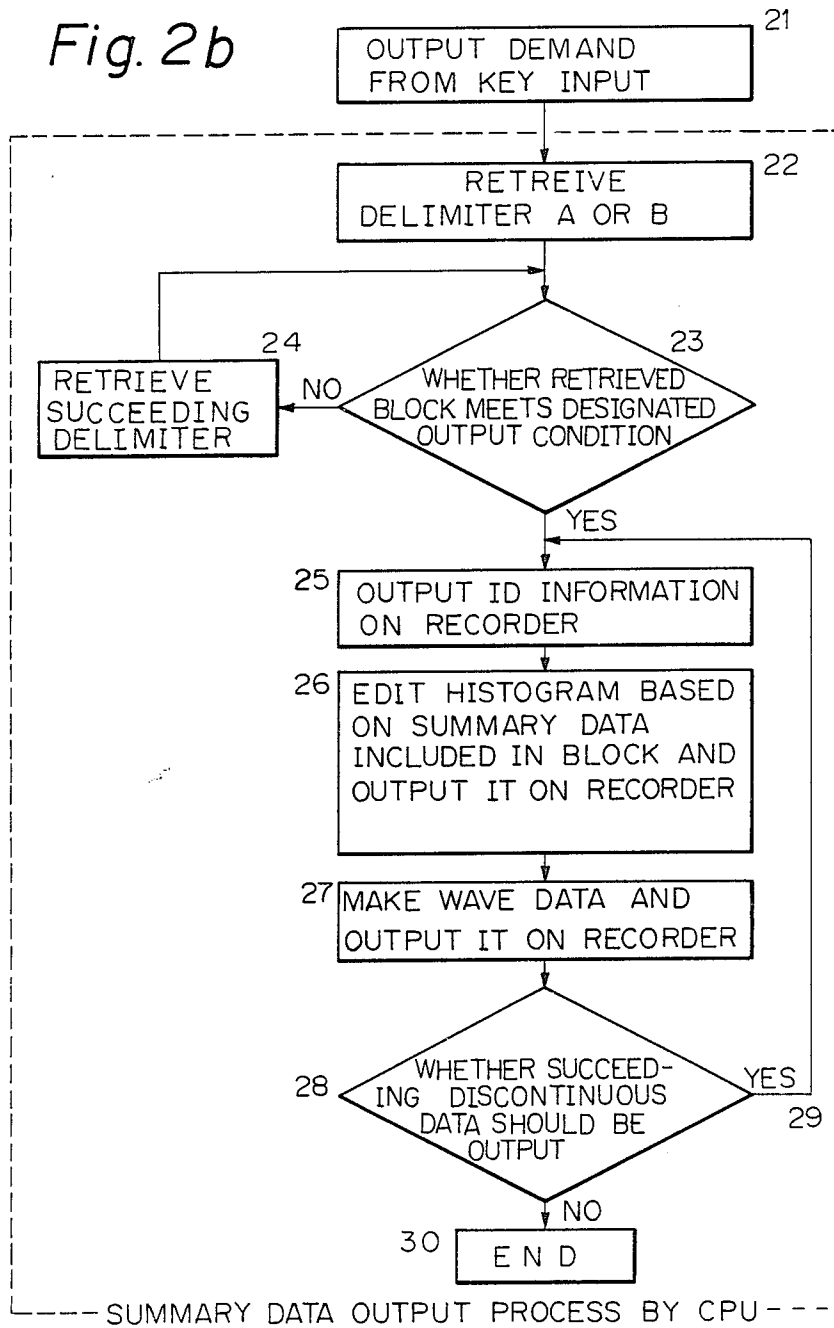 Fig. 2b
21
OUTPUT DEMAND
FROM KEY INPUT
22
RETREIVE
DELIMITER A OR B
24
RETRIEVE
SUCCEEDING
DELIMITER
NO
23
WHETHER RETRIEVED
BLOCK MEETS DESIGNATED
OUTPUT CONDITION
YES
25
OUTPUT ID INFORMATION
ON RECORDER
26
EDIT HISTOGRAM BASED
ON SUMMARY DATA
INCLUDED IN BLOCK AND
OUTPUT IT ON RECORDER
27
MAKE WAVE DATA AND
OUTPUT IT ON RECORDER
28
WHETHER SUCCEED-
ING DISCONTINUOUS
DATA SHOULD BE
OUTPUT
YES
29
NO
30
END
SUMMARY DATA OUTPUT PROCESS BY CPU